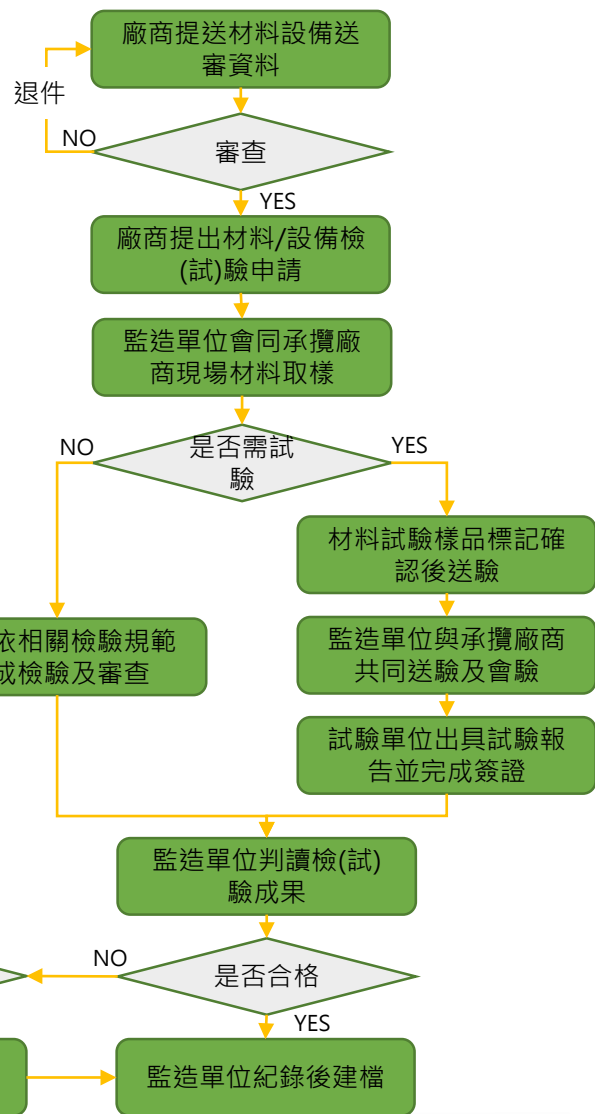 廠商提送材料設備送
審資料
退件
NO
審查
YES
廠商提出材料/設備檢
(試)驗申請
監造單位會同承攬廠
商現場材料取樣
NO
是否需試
驗
YES
材料試驗樣品標記確
認後送驗
依相關檢驗規範
成檢驗及審查
監造單位與承攬廠商
共同送驗及會驗
試驗單位出具試驗報
告並完成簽證
監造單位判讀檢(試)
驗成果
NO
是否合格
YES
監造單位紀錄後建檔